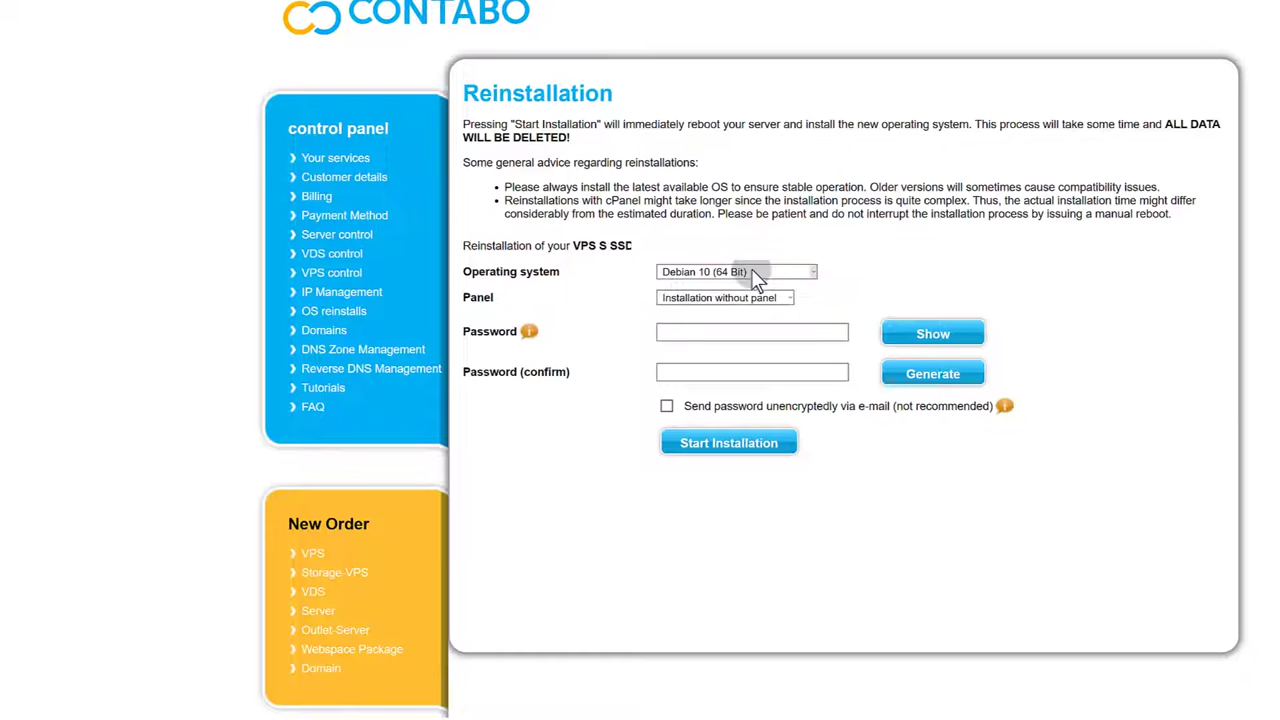 CONTABO
control panel
Your services
Customer details
Billing
Payment Method
Server control
VDS control
VPS control
IP Management
OS reinstalls
Domains
DNS Zone Management
Reverse DNS Management
Tutorials
FAQ
New Order
VPS
Storage-VPS
VDS
Server
Outlet-Server
Webspace Package
Domain
Reinstallation
Pressing "Start Installation" will immediately reboot your server and install the new operating system. This process will take some time and ALL DATA
WILL BE DELETED!
Some general advice regarding reinstallations:
• Please always install the latest available OS to ensure stable operation. Older versions will sometimes cause compatibility issues.
• Reinstallations with cPanel might take longer since the installation process is quite complex. Thus, the actual installation time might differ
considerably from the estimated duration. Please be patient and do not interrupt the installation process by issuing a manual reboot.
Reinstallation of your VPS S SSD
Operating system Debian 10 (64 Bit)
Panel Installation without panel
Password Show
Password (confirm) Generate
Send password unencryptedly via e-mail (not recommended)
Start Installation